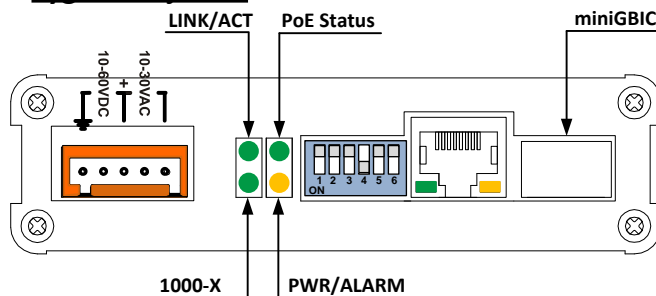 LINK/ACT PoE Status miniGBIC
10-60VDC
+
10-30VAC
1 2 3 4 5 6
ON
1000-X PWR/ALARM